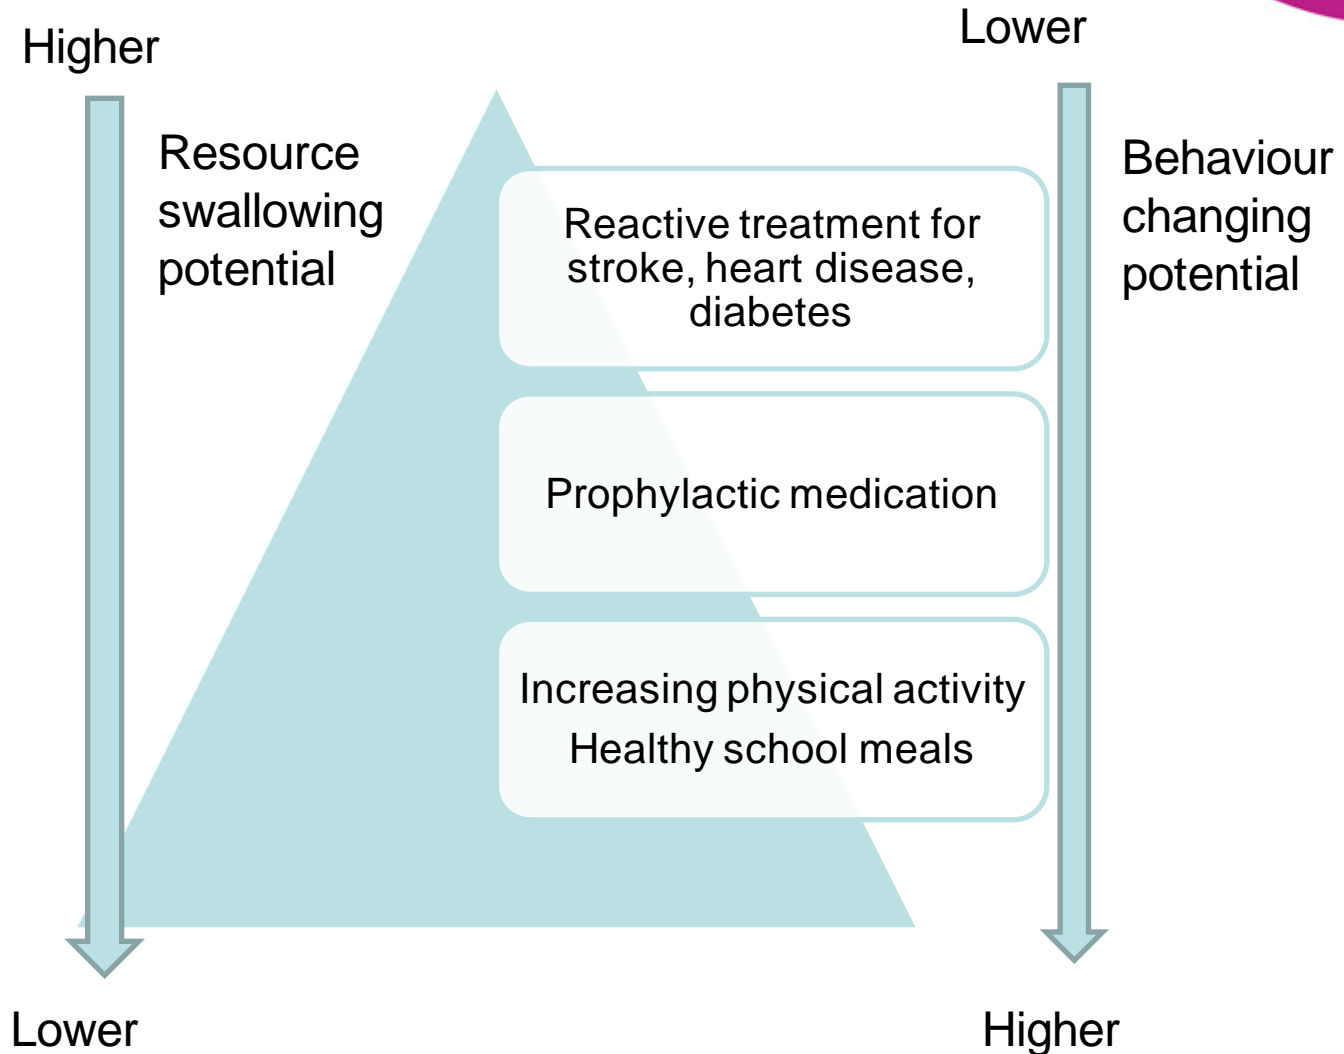 Higher
Lower
Resource
swallowing
potential
Behaviour
changing
potential
Reactive treatment for
stroke, heart disease,
diabetes
Prophylactic medication
Increasing physical activity
Healthy school meals
Lower
Higher